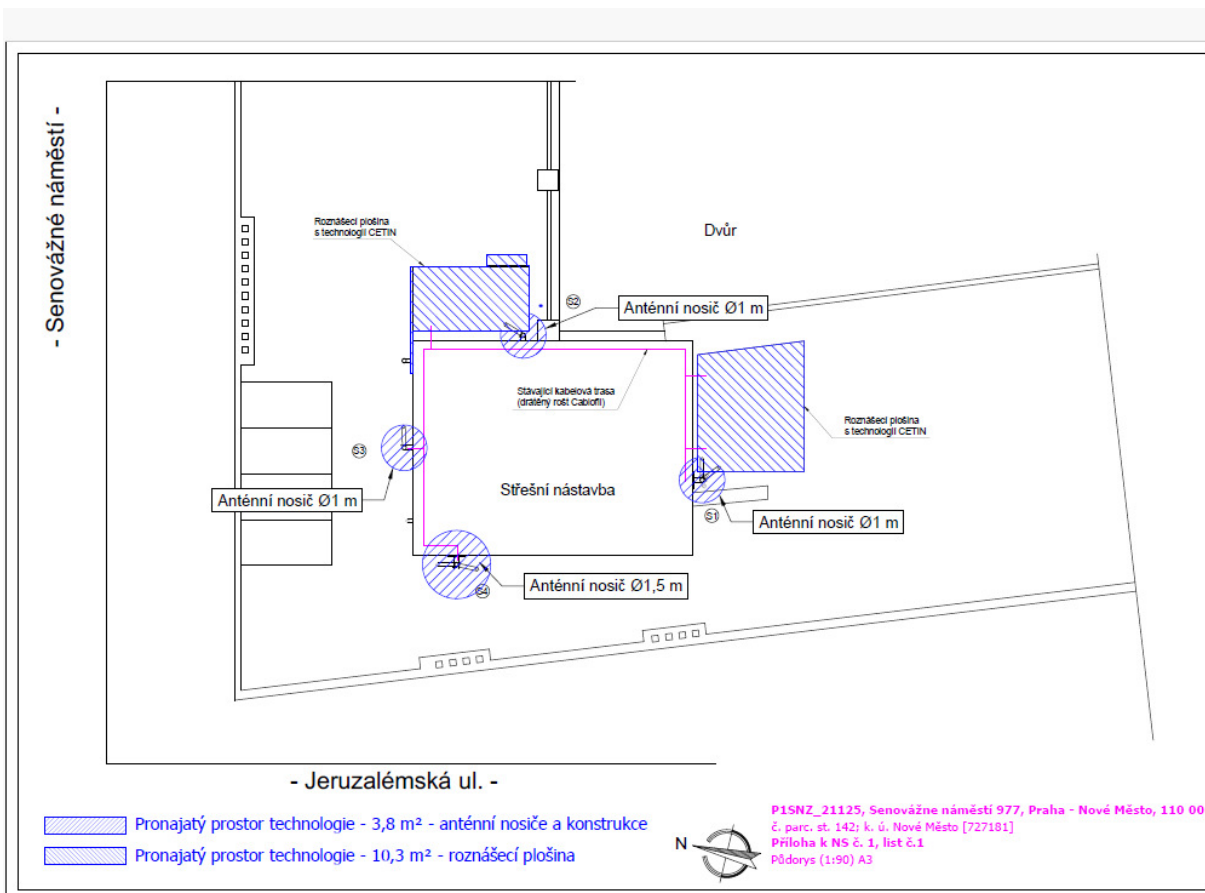 - Senovážné náměstí -
Roznášecí plošina
s technologií CETIN
Dvůr
S2
Anténní nosič Ø1 m
Stávající kabelová trasa
(drátěný rošt Cablofil)
Roznášecí plošina
s technologií CETIN
S3
Anténní nosič Ø1 m
Střešní nástavba
S1
Anténní nosič Ø1 m
Anténní nosič Ø1,5 m
S4
- Jeruzalémská ul. -
Pronajatý prostor technologie - 3,8 m² - anténní nosiče a konstrukce
Pronajatý prostor technologie - 10,3 m² - roznášecí plošina
N
P1SNZ_21125, Senovážne náměstí 977, Praha - Nové Město, 110 00
č. parc. st. 142; k. ú. Nové Město [727181]
Příloha k NS č. 1, list č.1
Půdorys (1:90) A3